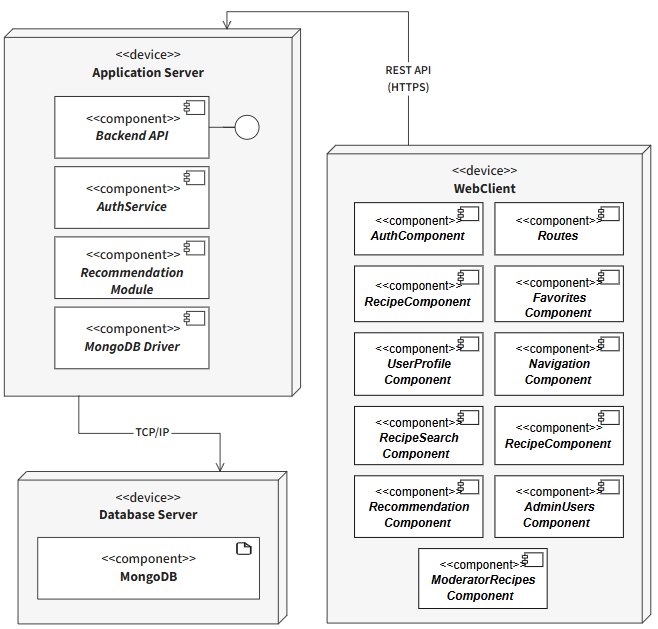 <<device>>
Application Server
<<component>>
Backend API
<<component>>
AuthService
<<component>>
Recommendation
Module
<<component>>
MongoDB Driver
REST API
(HTTPS)
TCP/IP
<<device>>
Database Server
<<component>>
MongoDB
<<device>>
WebClient
<<component>>
AuthComponent
<<component>>
Routes
<<component>>
RecipeComponent
<<component>>
Favorites
Component
<<component>>
UserProfile
Component
<<component>>
Navigation
Component
<<component>>
RecipeSearch
Component
<<component>>
RecipeComponent
<<component>>
Recommendation
Component
<<component>>
AdminUsers
Component
<<component>>
ModeratorRecipes
Component